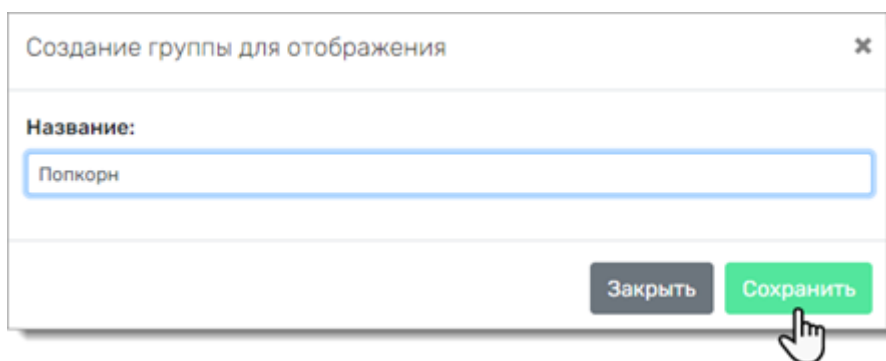 Создание группы для отображения
Название:
Попкорн
Закрыть Сохранить